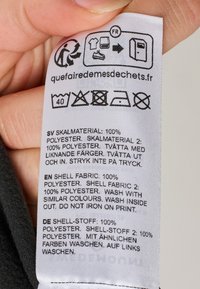 FR
quefairedemesdechets.fr
40
SV SKALMATERIAL: 100%
POLYESTER. SKALMATERIAL 2:
100% POLYESTER. TVÄTTA MED
LIKNANDE FÄRGER. TVÄTTA UT
OCH IN. STRYK INTE PÅ TRYCK.
EN SHELL FABRIC: 100%
POLYESTER. SHELL FABRIC 2:
100% POLYESTER. WASH WITH
SIMILAR COLOURS. WASH INSIDE
OUT. DO NOT IRON ON PRINT.
DE SHELL-STOFF: 100%
POLYESTER. SHELL-STOFF 2: 100%
POLYESTER. MIT ÄHNLICHEN
FARBEN WASCHEN. AUF LINKS
WASCHEN.